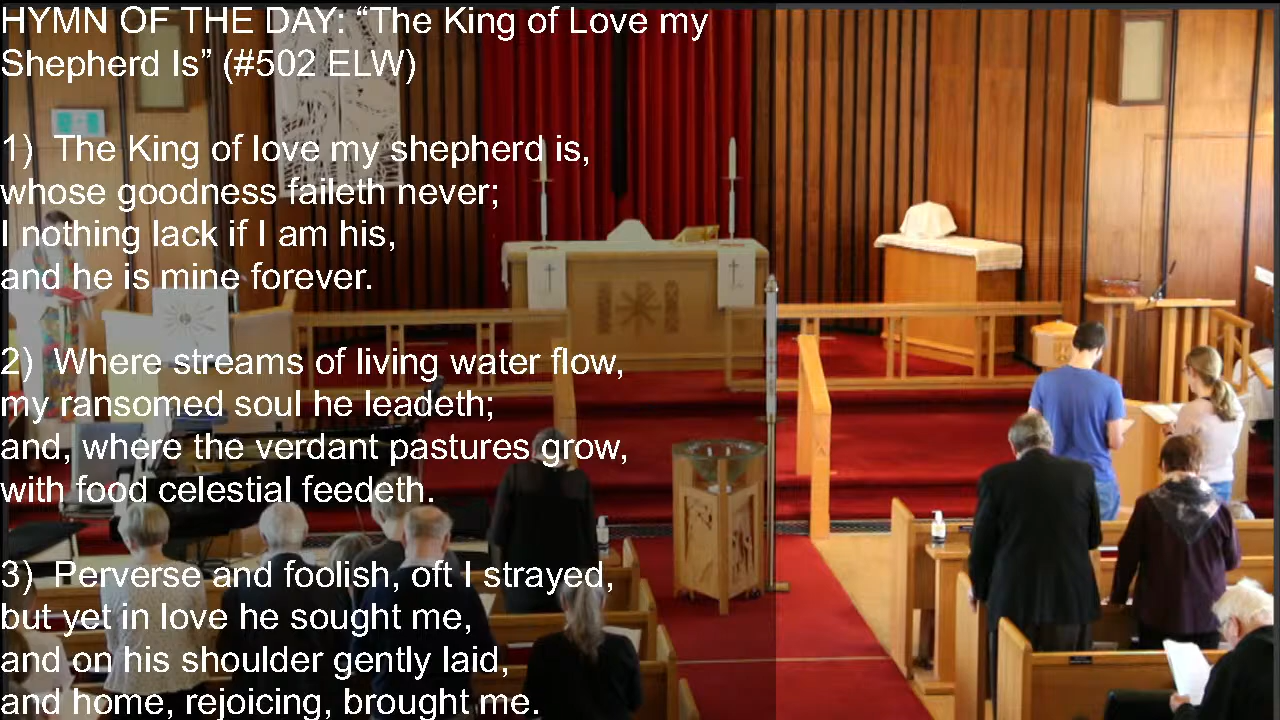 HYMN OF THE DAY: “The King of Love my
Shepherd Is” (#502 ELW)
1)  The King of love my shepherd is,
whose goodness faileth never;
I nothing lack if I am his,
and he is mine forever.
2)  Where streams of living water flow,
my ransomed soul he leadeth;
and, where the verdant pastures grow,
with food celestial feedeth.
3)  Perverse and foolish, oft I strayed,
but yet in love he sought me,
and on his shoulder gently laid,
and home, rejoicing, brought me.